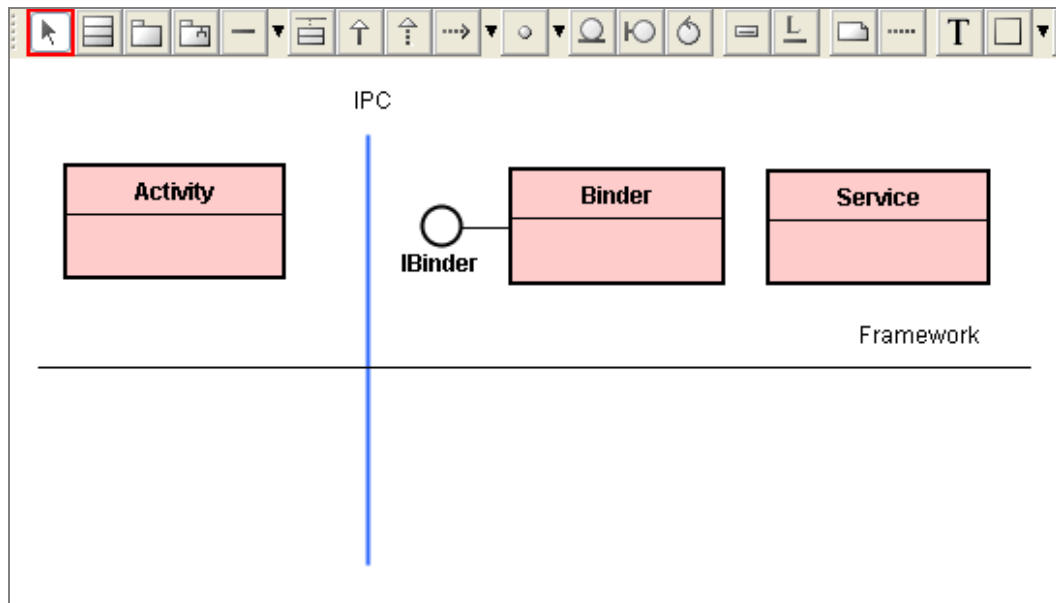 L
T
IPC
Activity
Binder
Service
IBinder
Framework